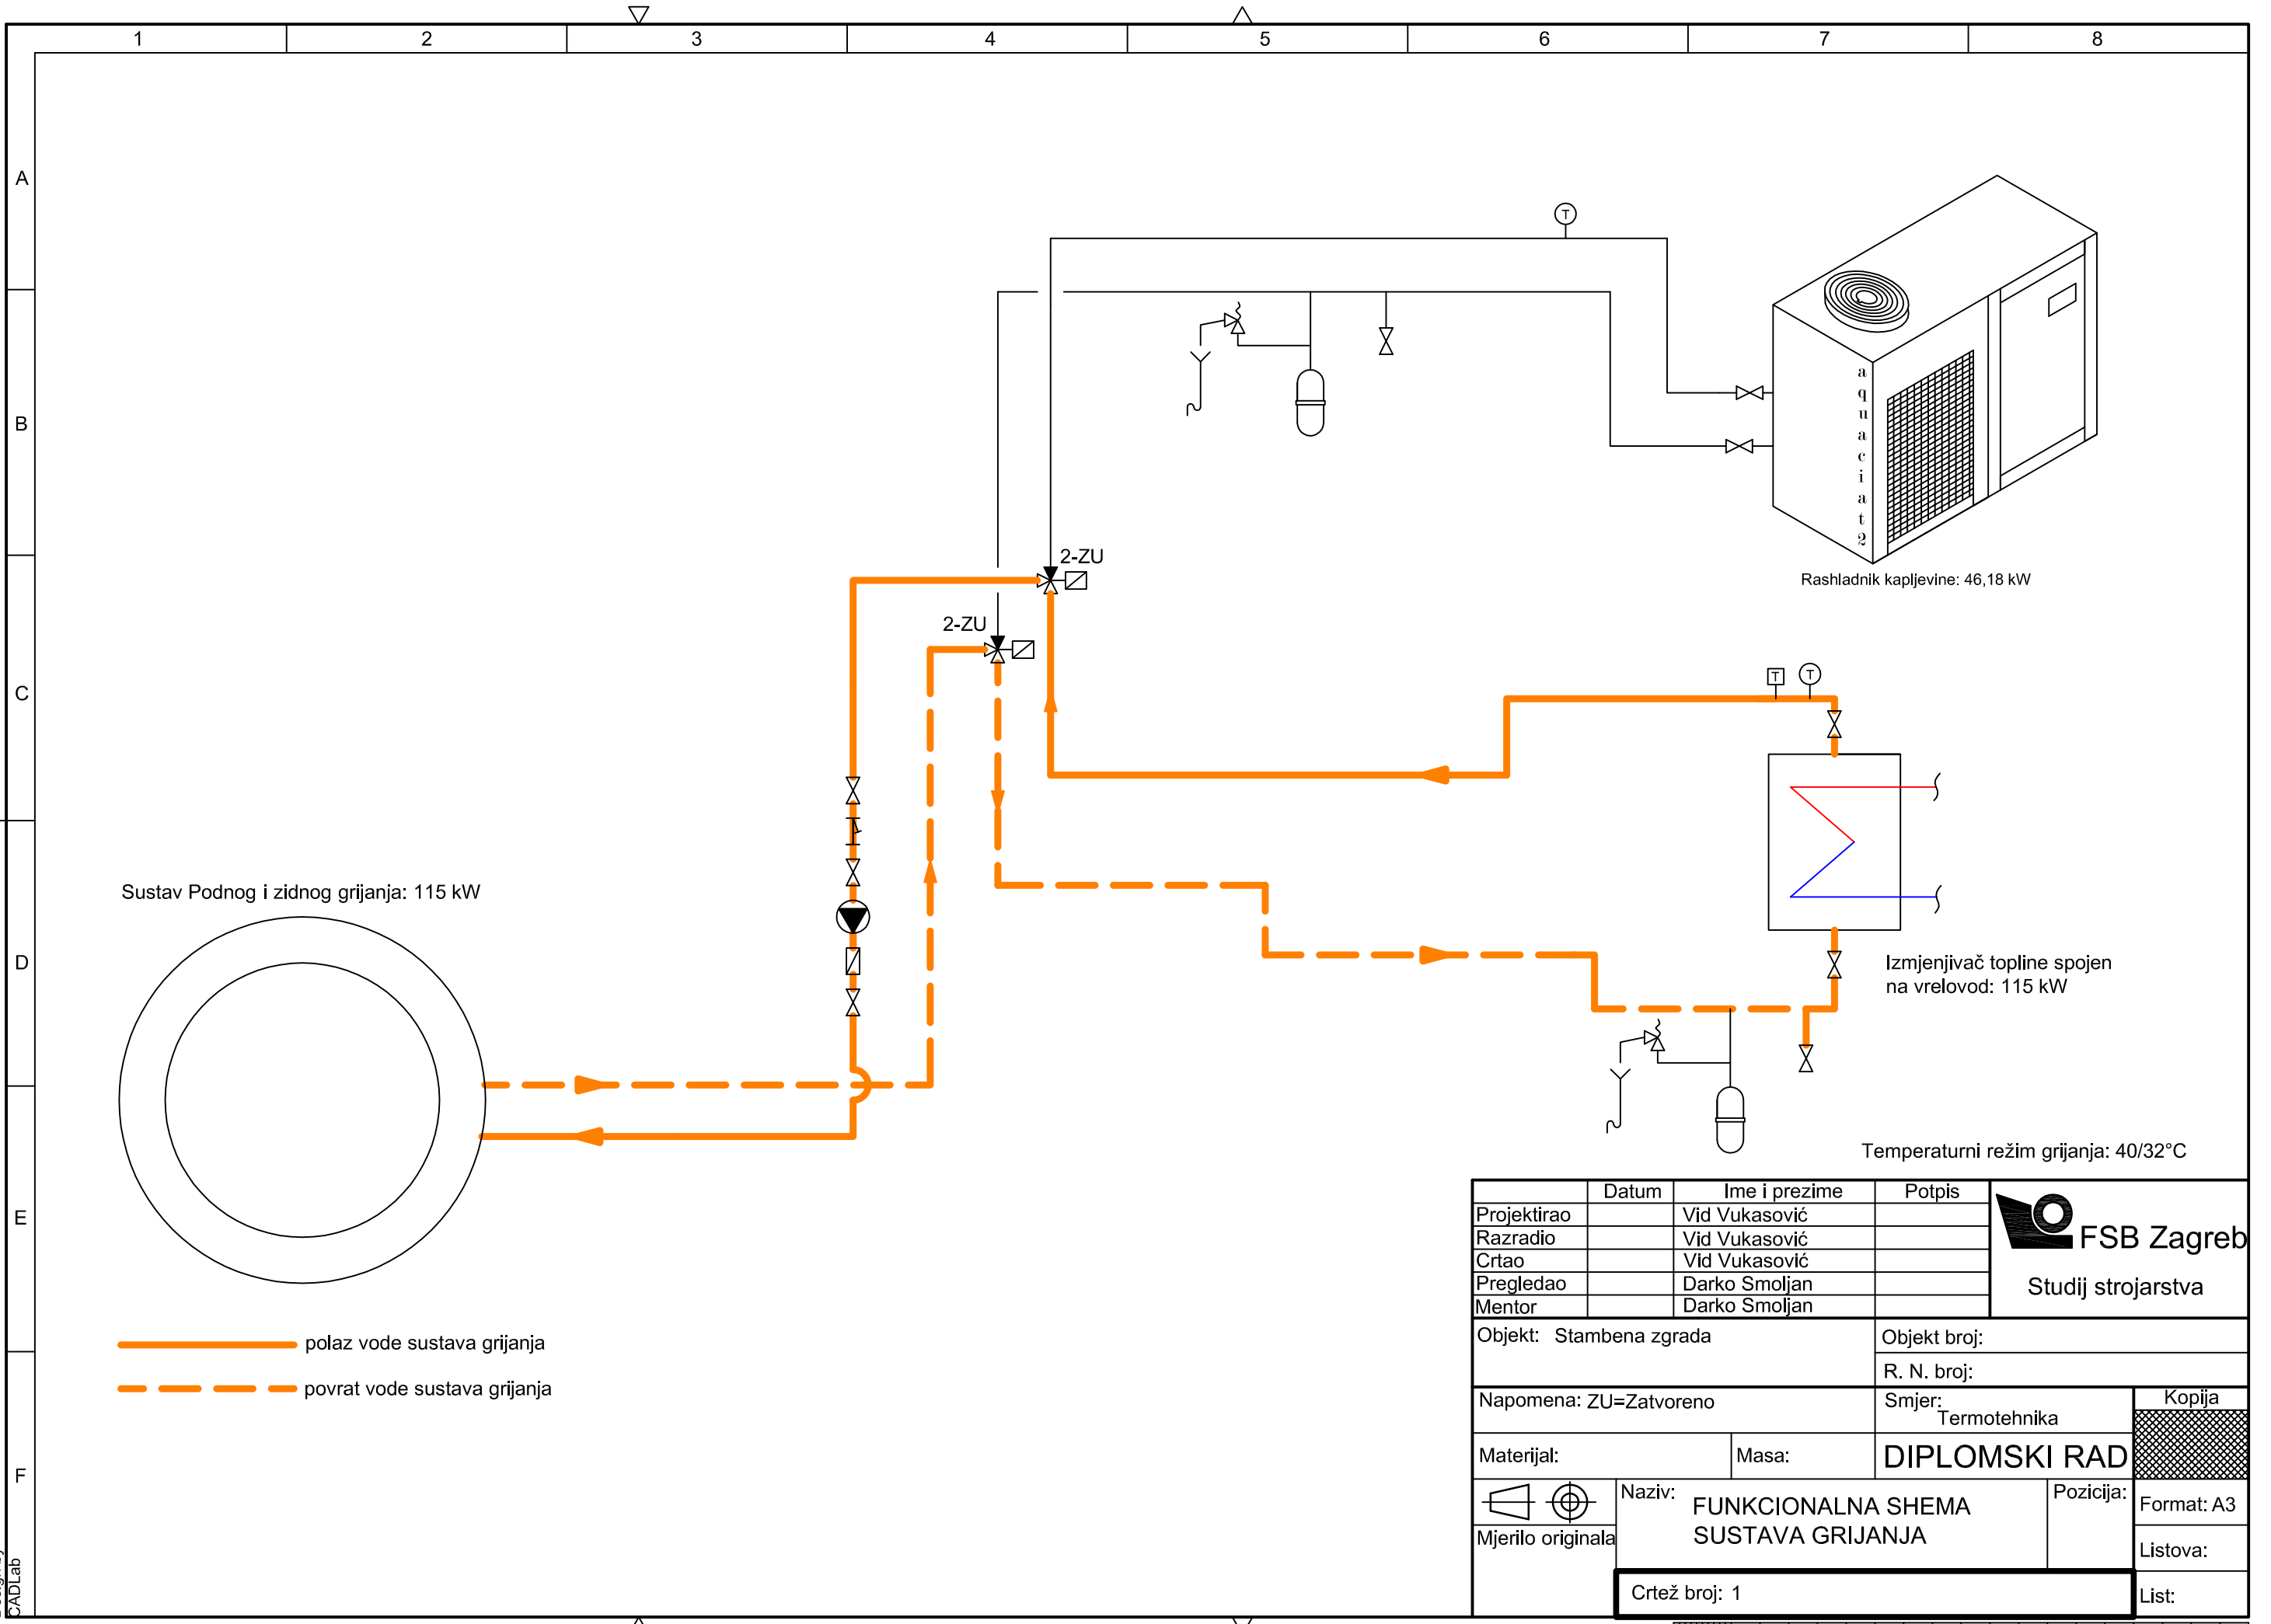 1 2 3 4 5 6 7 8
A
B
C
D
E
F
T
a
q
u
a
c
i
a
t
2
Rashladnik kapljevine: 46,18 kW
2-ZU
2-ZU
T T
Sustav Podnog i zidnog grijanja: 115 kW
Izmjenjivač topline spojen
na vrelovod: 115 kW
Temperaturni režim grijanja: 40/32°C
polaz vode sustava grijanja
povrat vode sustava grijanja
Datum Ime i prezime Potpis
Projektirao Vid Vukasović
Razradio Vid Vukasović
Crtao Vid Vukasović
Pregledao Darko Smoljan
Mentor Darko Smoljan
FSB Zagreb
Studij strojarstva
Objekt: Stambena zgrada
Objekt broj:
R. N. broj:
Napomena: ZU=Zatvoreno
Smjer:
Termotehnika
Kopija
Materijal:
Masa:
DIPLOMSKI RAD
Naziv:
FUNKCIONALNA SHEMA
SUSTAVA GRIJANJA
Pozicija:
Format: A3
Mjerilo originala
Listova:
Crtež broj: 1
List:
CADLab